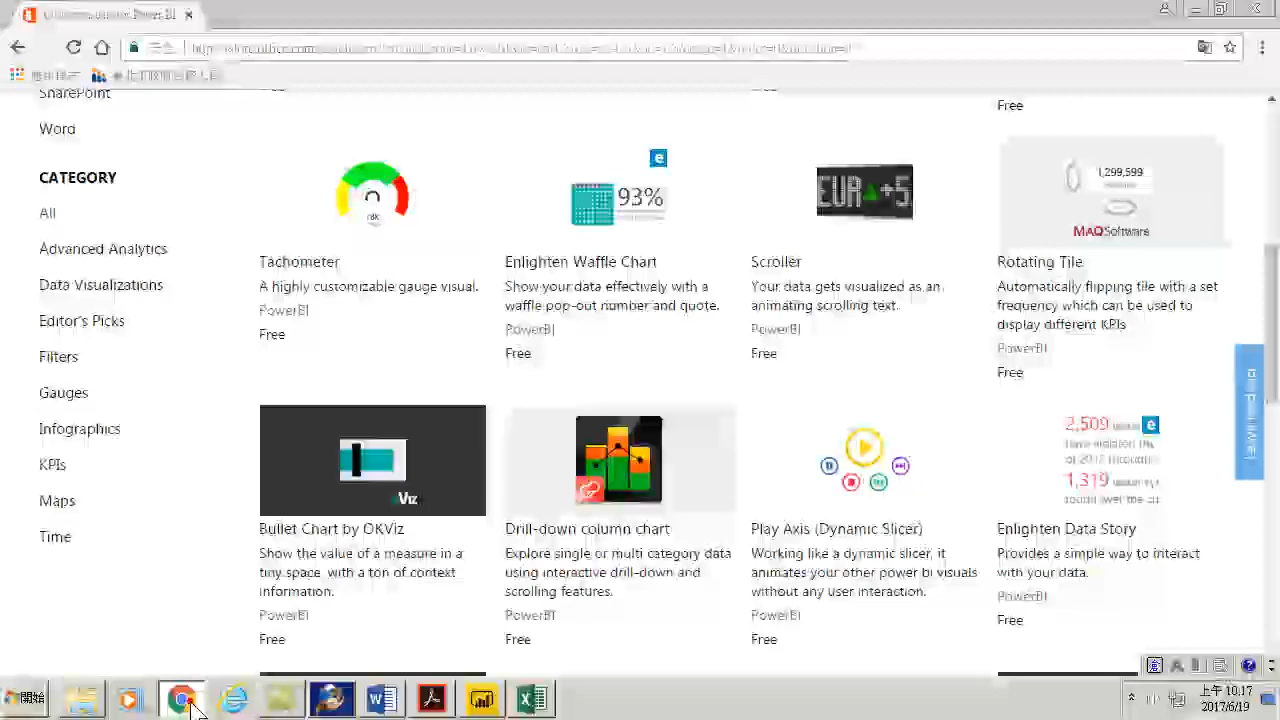 SharePoint
Word
CATEGORY
All
Advanced Analytics
Data Visualizations
Editor's Picks
Filters
Gauges
Infographics
KPIs
Maps
Time
Free
93%
EUR▲+5
1,299,599
MAQ Software
Tachometer
A highly customizable gauge visual.
PowerBI
Free
Enlighten Waffle Chart
Show your data effectively with a
waffle pop-out number and quote.
PowerBI
Free
Scroller
Your data gets visualized as an
animating scrolling text.
PowerBI
Free
Rotating Tile
Automatically flipping tile with a set
frequency which can be used to
display different KPIs
PowerBI
Free
Viz
2,509
1,319
Bullet Chart by OKViz
Show the value of a measure in a
tiny space, with a ton of context
information.
PowerBI
Free
Drill-down column chart
Explore single or multi category data
using interactive drill-down and
scrolling features.
PowerBI
Free
Play Axis (Dynamic Slicer)
Working like a dynamic slicer, it
animates your other power bi visuals
without any user interaction.
PowerBI
Free
Enlighten Data Story
Provides a simple way to interact
with your data.
PowerBI
Free
開始
上午 10:17
2017/6/19